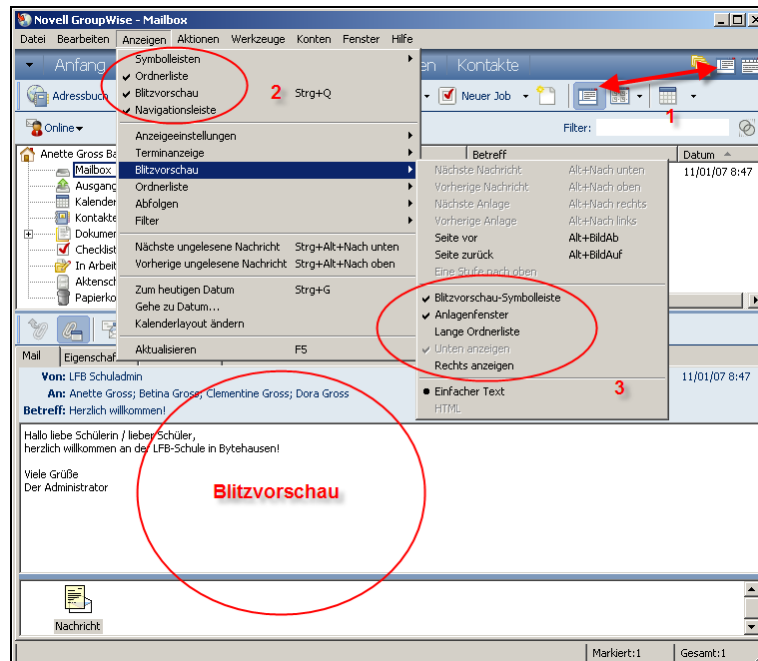 Novell GroupWise - Mailbox
Datei Bearbeiten Anzeigen Aktionen Werkzeuge Konten Fenster Hilfe
Anfang
en Kontakte
Adressbuch
Neuer Job
1
Online
Filter:
Symbolleisten
Ordnerliste
Blitzvorschau Strg+Q
2
Navigationsleiste
Anzeigeeinstellungen
Terminanzeige
Blitzvorschau
Ordnerliste
Abfolgen
Filter
Nächste ungelesene Nachricht Strg+Alt+Nach unten
Vorherige ungelesene Nachricht Strg+Alt+Nach oben
Zum heutigen Datum Strg+G
Gehe zu Datum...
Kalenderlayout ändern
Aktualisieren F5
Betreff Datum
11/01/07 8:47
Nächste Nachricht Alt+Nach unten
Vorherige Nachricht Alt+Nach oben
Nächste Anlage Alt+Nach rechts
Vorherige Anlage Alt+Nach links
Seite vor Alt+BildAb
Seite zurück Alt+BildAuf
Eine Stufe nach oben
Blitzvorschau-Symbolleiste
Anlagenfenster
Lange Ordnerliste
Unten anzeigen
Rechts anzeigen
3
Einfacher Text
HTML
Anette Gross Ba
Mailbox
Ausgang
Kalender
Kontakte
Dokumen
Checklist
In Arbeit
Aktensch
Papierko
Mail Eigenschaf
Von: LFB Schuladmin
11/01/07 8:47
An: Anette Gross; Betina Gross; Clementine Gross; Dora Gross
Betreff: Herzlich willkommen!
Hallo liebe Schülerin / lieber Schüler,
herzlich willkommen an der LFB-Schule in Bytehausen!
Viele Grüße
Der Administrator
Blitzvorschau
Nachricht
Markiert:1 Gesamt:1